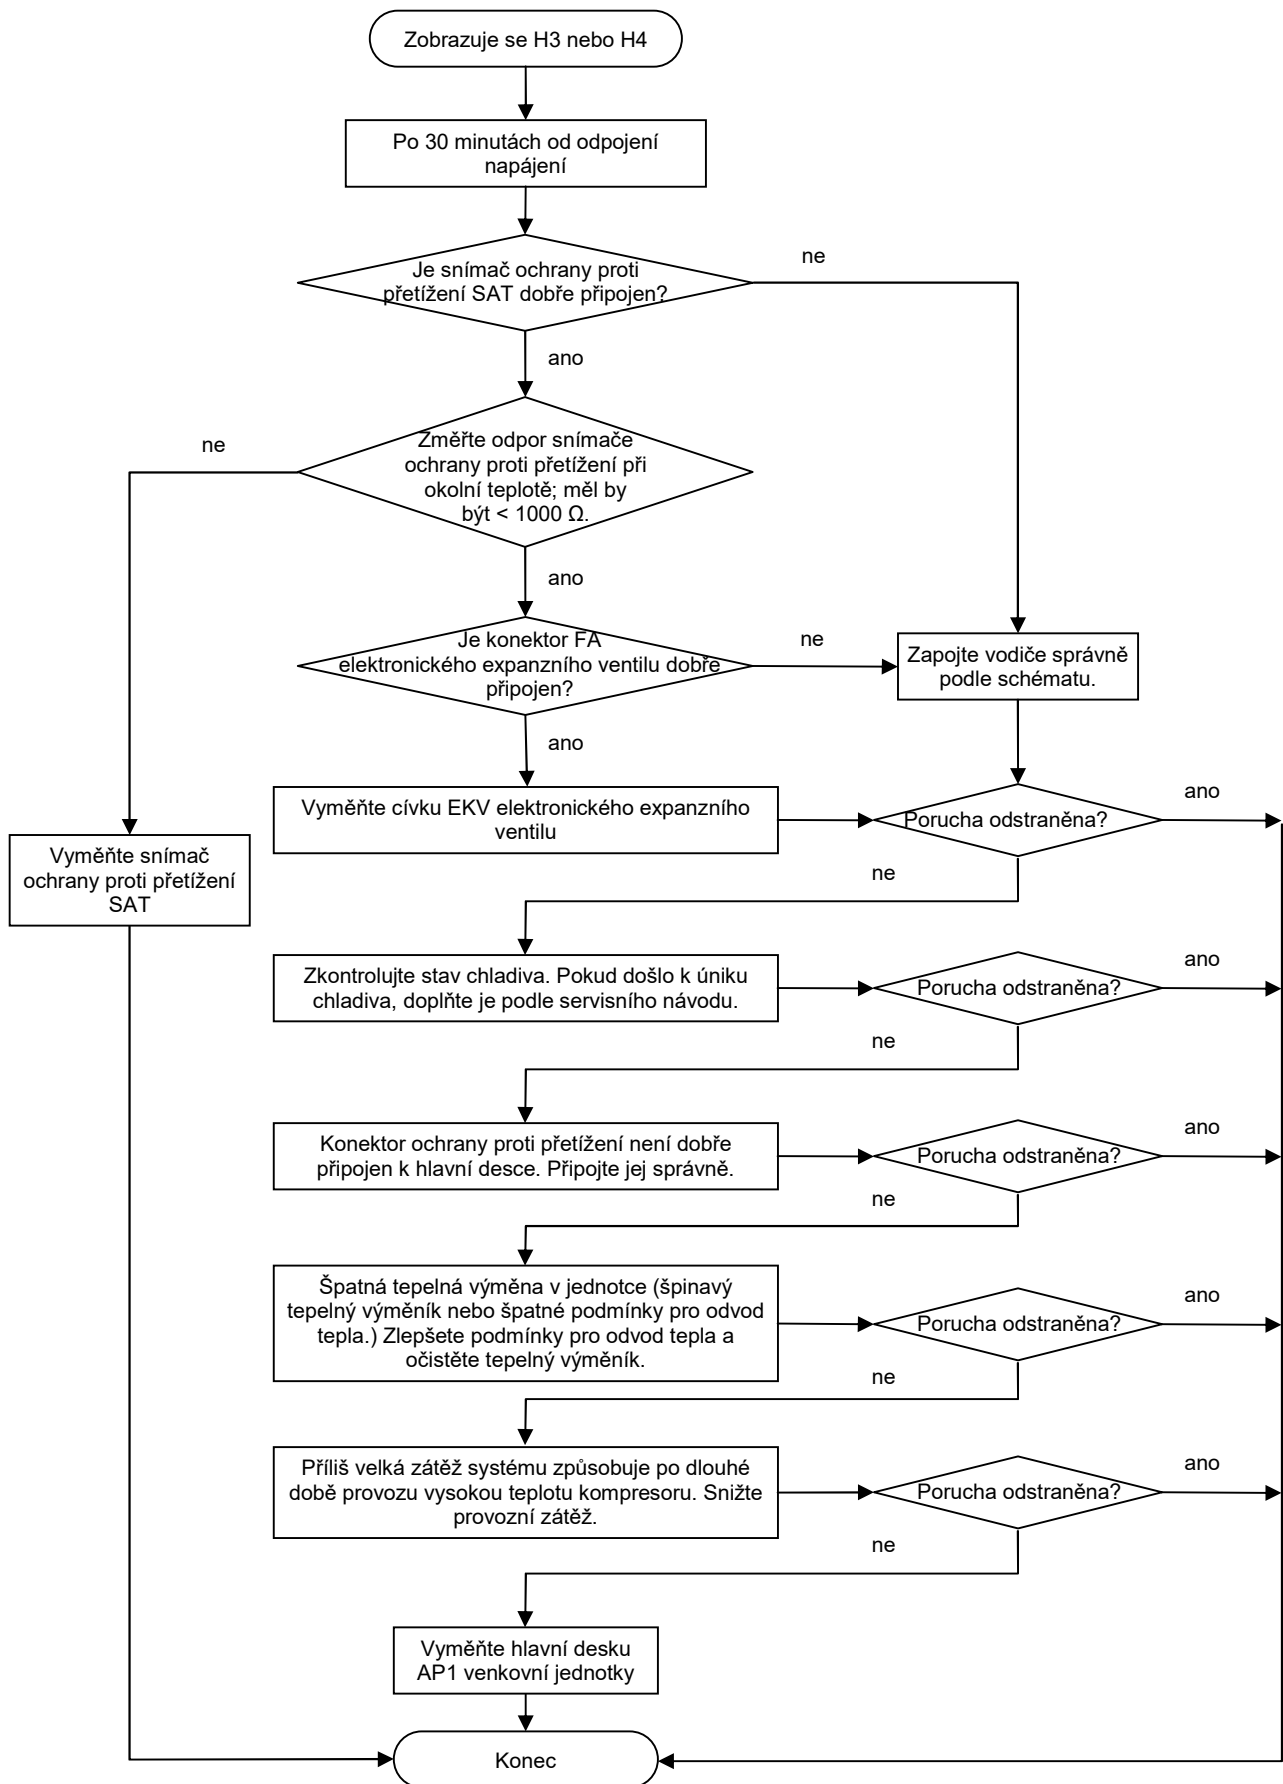 Zobrazuje se H3 nebo H4
Po 30 minutách od odpojení
napájení
Je snímač ochrany proti
přetížení SAT dobře připojen?
ne
ano
Změřte odpor snímače
ochrany proti přetížení při
okolní teplotě; měl by
být < 1000 Ω.
ne
ano
Je konektor FA
elektronického expanzního ventilu dobře
připojen?
ne
Zapojte vodiče správně
podle schématu.
ano
Vyměňte cívku EKV elektronického expanzního
ventilu
Porucha odstraněna?
ano
Vyměňte snímač
ochrany proti přetížení
SAT
ne
Zkontrolujte stav chladiva. Pokud došlo k úniku
chladiva, doplňte je podle servisního návodu.
Porucha odstraněna?
ano
ne
Konektor ochrany proti přetížení není dobře
připojen k hlavní desce. Připojte jej správně.
Porucha odstraněna?
ano
ne
Špatná tepelná výměna v jednotce (špinavý
tepelný výměník nebo špatné podmínky pro odvod
tepla.) Zlepšete podmínky pro odvod tepla a
očistěte tepelný výměník.
Porucha odstraněna?
ano
ne
Příliš velká zátěž systému způsobuje po dlouhé
době provozu vysokou teplotu kompresoru. Snižte
provozní zátěž.
Porucha odstraněna?
ano
ne
Vyměňte hlavní desku
AP1 venkovní jednotky
Konec